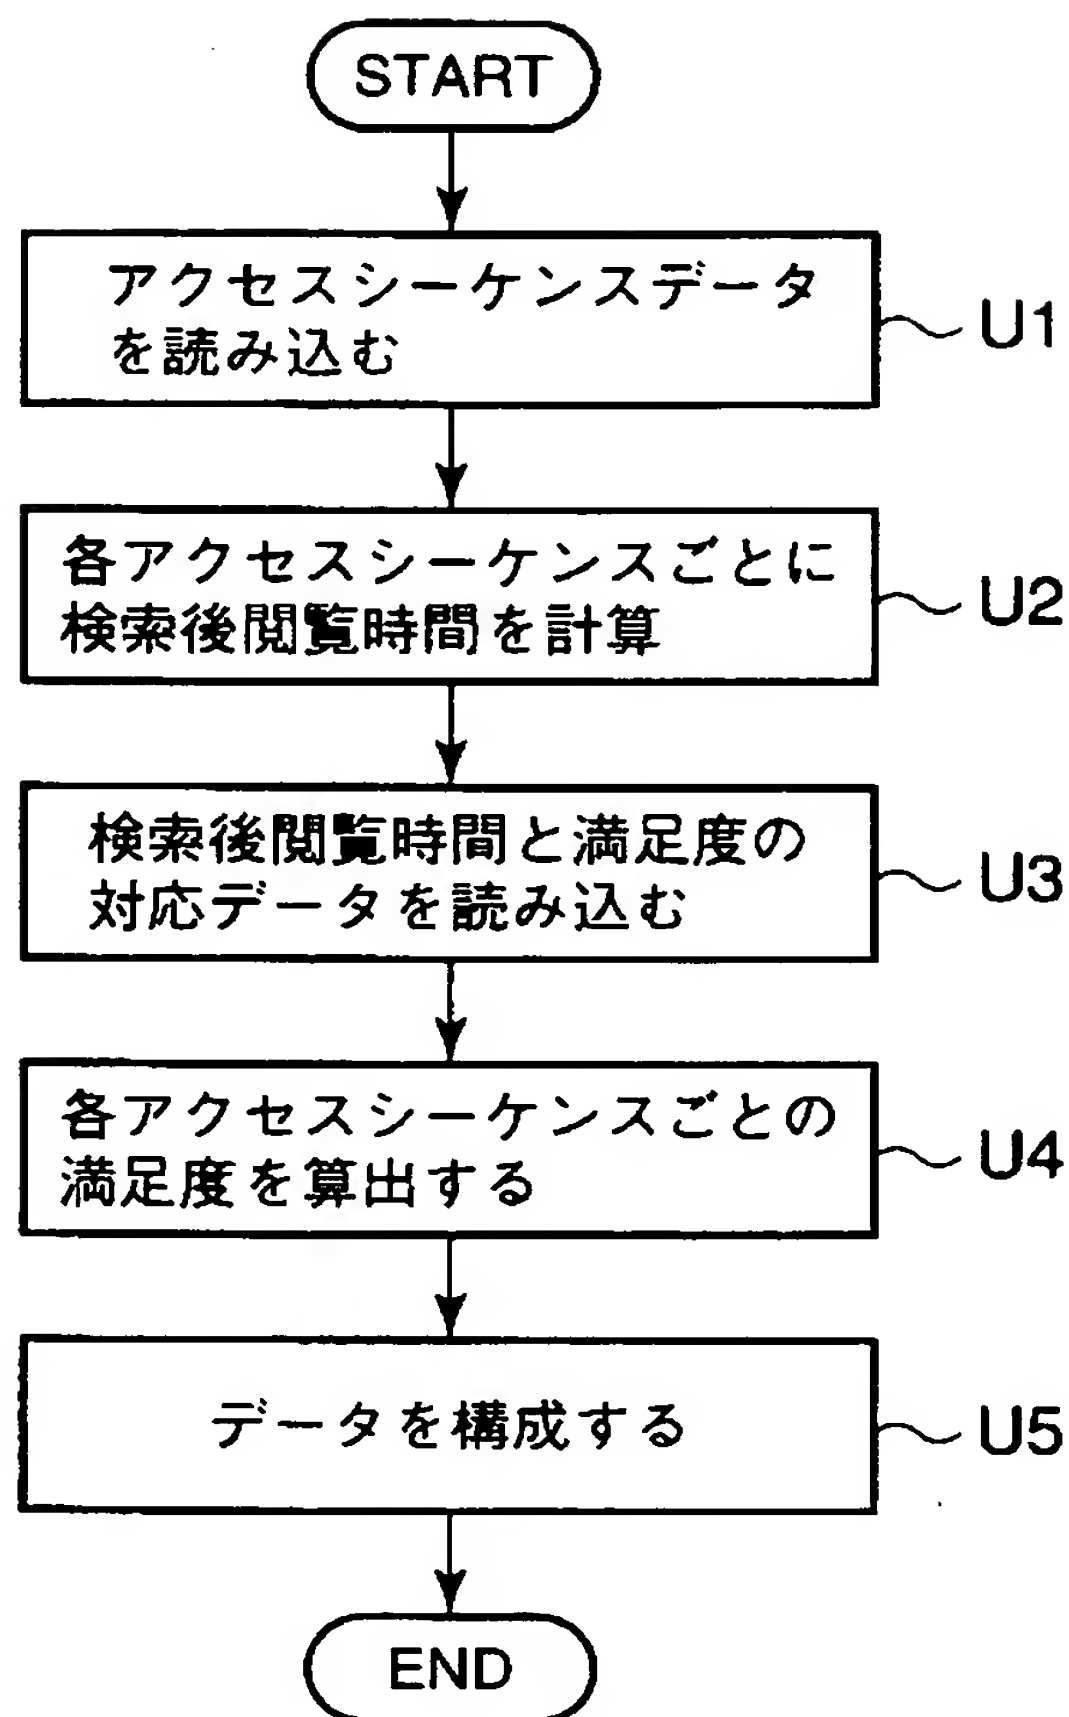 START
アクセスシーケンスデータ
を読み込む
U1
各アクセスシーケンスごとに
検索後閲覧時間を計算
U2
検索後閲覧時間と満足度の
対応データを読み込む
U3
各アクセスシーケンスごとの
満足度を算出する
U4
データを構成する
U5
END